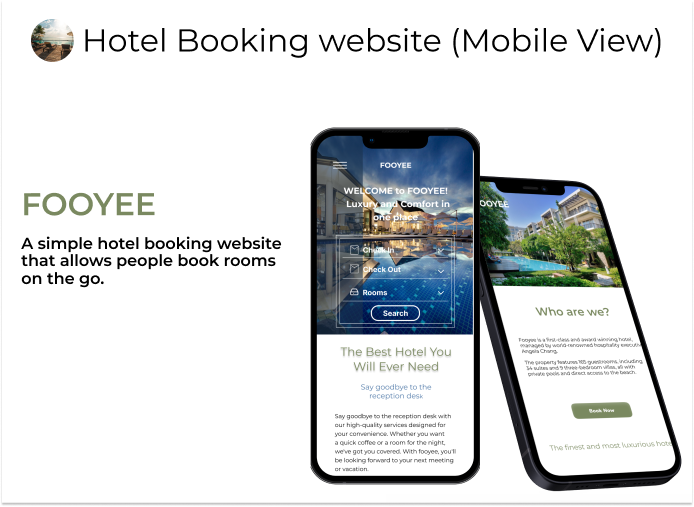 Hotel Booking website (Mobile View)
FOOYEE
A simple hotel booking website
that allows people book rooms
on the go.
FOOYEE
WELCOME to FOOYEE!
Luxury and Comfort in
one place
Check In
Check Out
Rooms
Search
The Best Hotel You
Will Ever Need
Say goodbye to the
reception desk
Say goodbye to the reception desk with
our high-quality services designed for
your convenience. Whether you want
a quick coffee or a room for the night,
we've got you covered. With fooyee, you'll
be looking forward to your next meeting
or vacation.
FOOYEE
Who are we?
Fooyee is a first-class and award winning hotel,
managed by world-renowned hospitality executiv
Angela Chang.
The property features 165 guestrooms, including
34 suites and 9 three-bedroom villas, all with
private pools and direct access to the beach.
Book Now
The finest and most luxurious hote